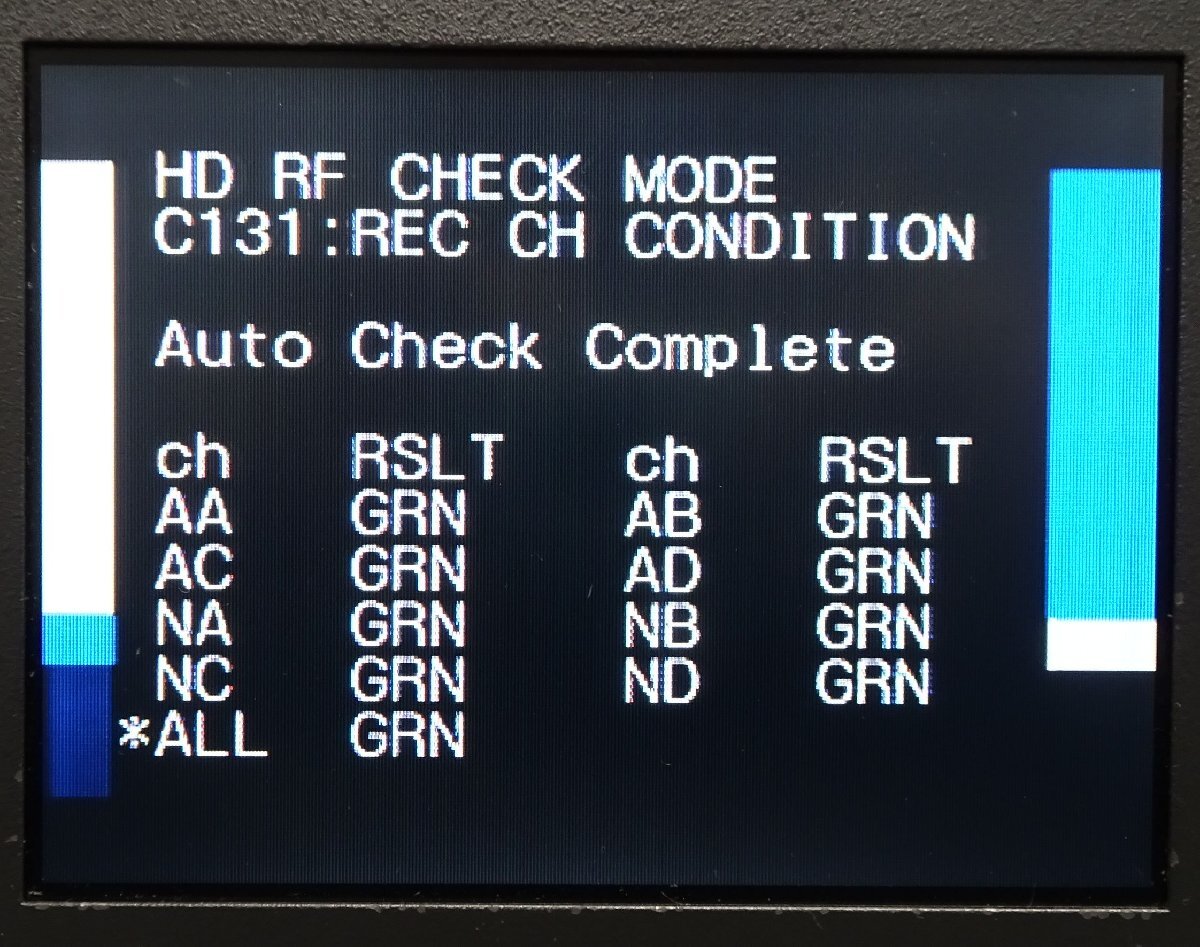 HD RF CHECK MODE
C131:REC CH CONDITION
Auto Check Complete
ch RSLT ch RSLT
AA GRN AB GRN
AC GRN AD GRN
NA GRN NB GRN
NC GRN ND GRN
*ALL GRN